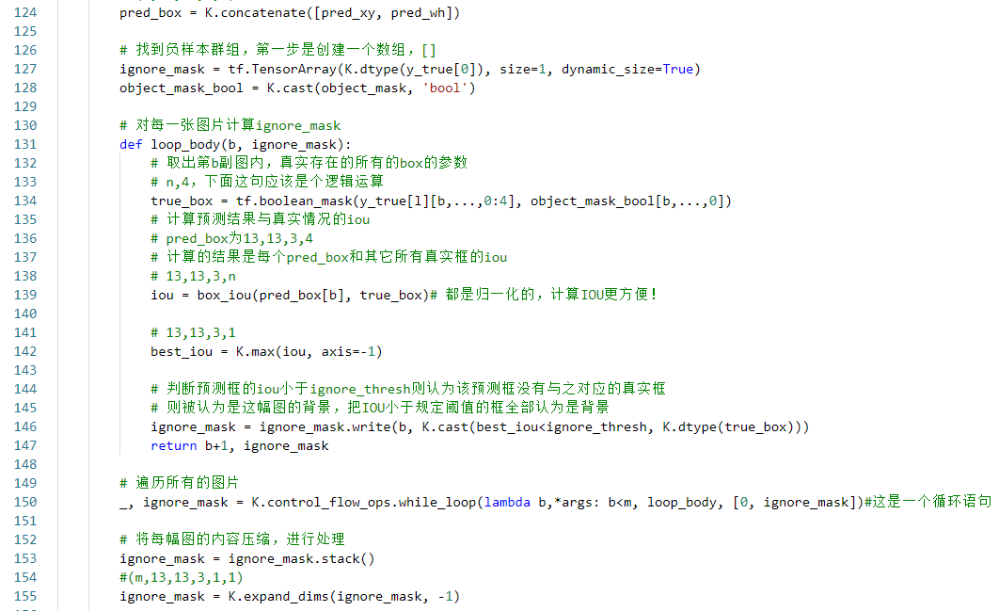 124 pred_box = K.concatenate([pred_xy, pred_wh])
125
126 # 找到负样本群组，第一步是创建一个数组，[]
127 ignore_mask = tf.TensorArray(K.dtype(y_true[0]), size=1, dynamic_size=True)
128 object_mask_bool = K.cast(object_mask, 'bool')
129
130 # 对每一张图片计算ignore_mask
131 def loop_body(b, ignore_mask):
132 # 取出第b副图内，真实存在的所有的box的参数
133 # n,4，下面这句应该是个逻辑运算
134 true_box = tf.boolean_mask(y_true[l][b,...,0:4], object_mask_bool[b,...,0])
135 # 计算预测结果与真实情况的iou
136 # pred_box为13,13,3,4
137 # 计算的结果是每个pred_box和其它所有真实框的iou
138 # 13,13,3,n
139 iou = box_iou(pred_box[b], true_box)# 都是归一化的，计算IOU更方便！
140
141 # 13,13,3,1
142 best_iou = K.max(iou, axis=-1)
143
144 # 判断预测框的iou小于ignore_thresh则认为该预测框没有与之对应的真实框
145 # 则被认为是这幅图的背景，把IOU小于规定阈值的框全部认为是背景
146 ignore_mask = ignore_mask.write(b, K.cast(best_iou<ignore_thresh, K.dtype(true_box)))
147 return b+1, ignore_mask
148
149 # 遍历所有的图片
150 _, ignore_mask = K.control_flow_ops.while_loop(lambda b,*args: b<m, loop_body, [0, ignore_mask])#这是一个循环语句
151
152 # 将每幅图的内容压缩，进行处理
153 ignore_mask = ignore_mask.stack()
154 #(m,13,13,3,1,1)
155 ignore_mask = K.expand_dims(ignore_mask, -1)